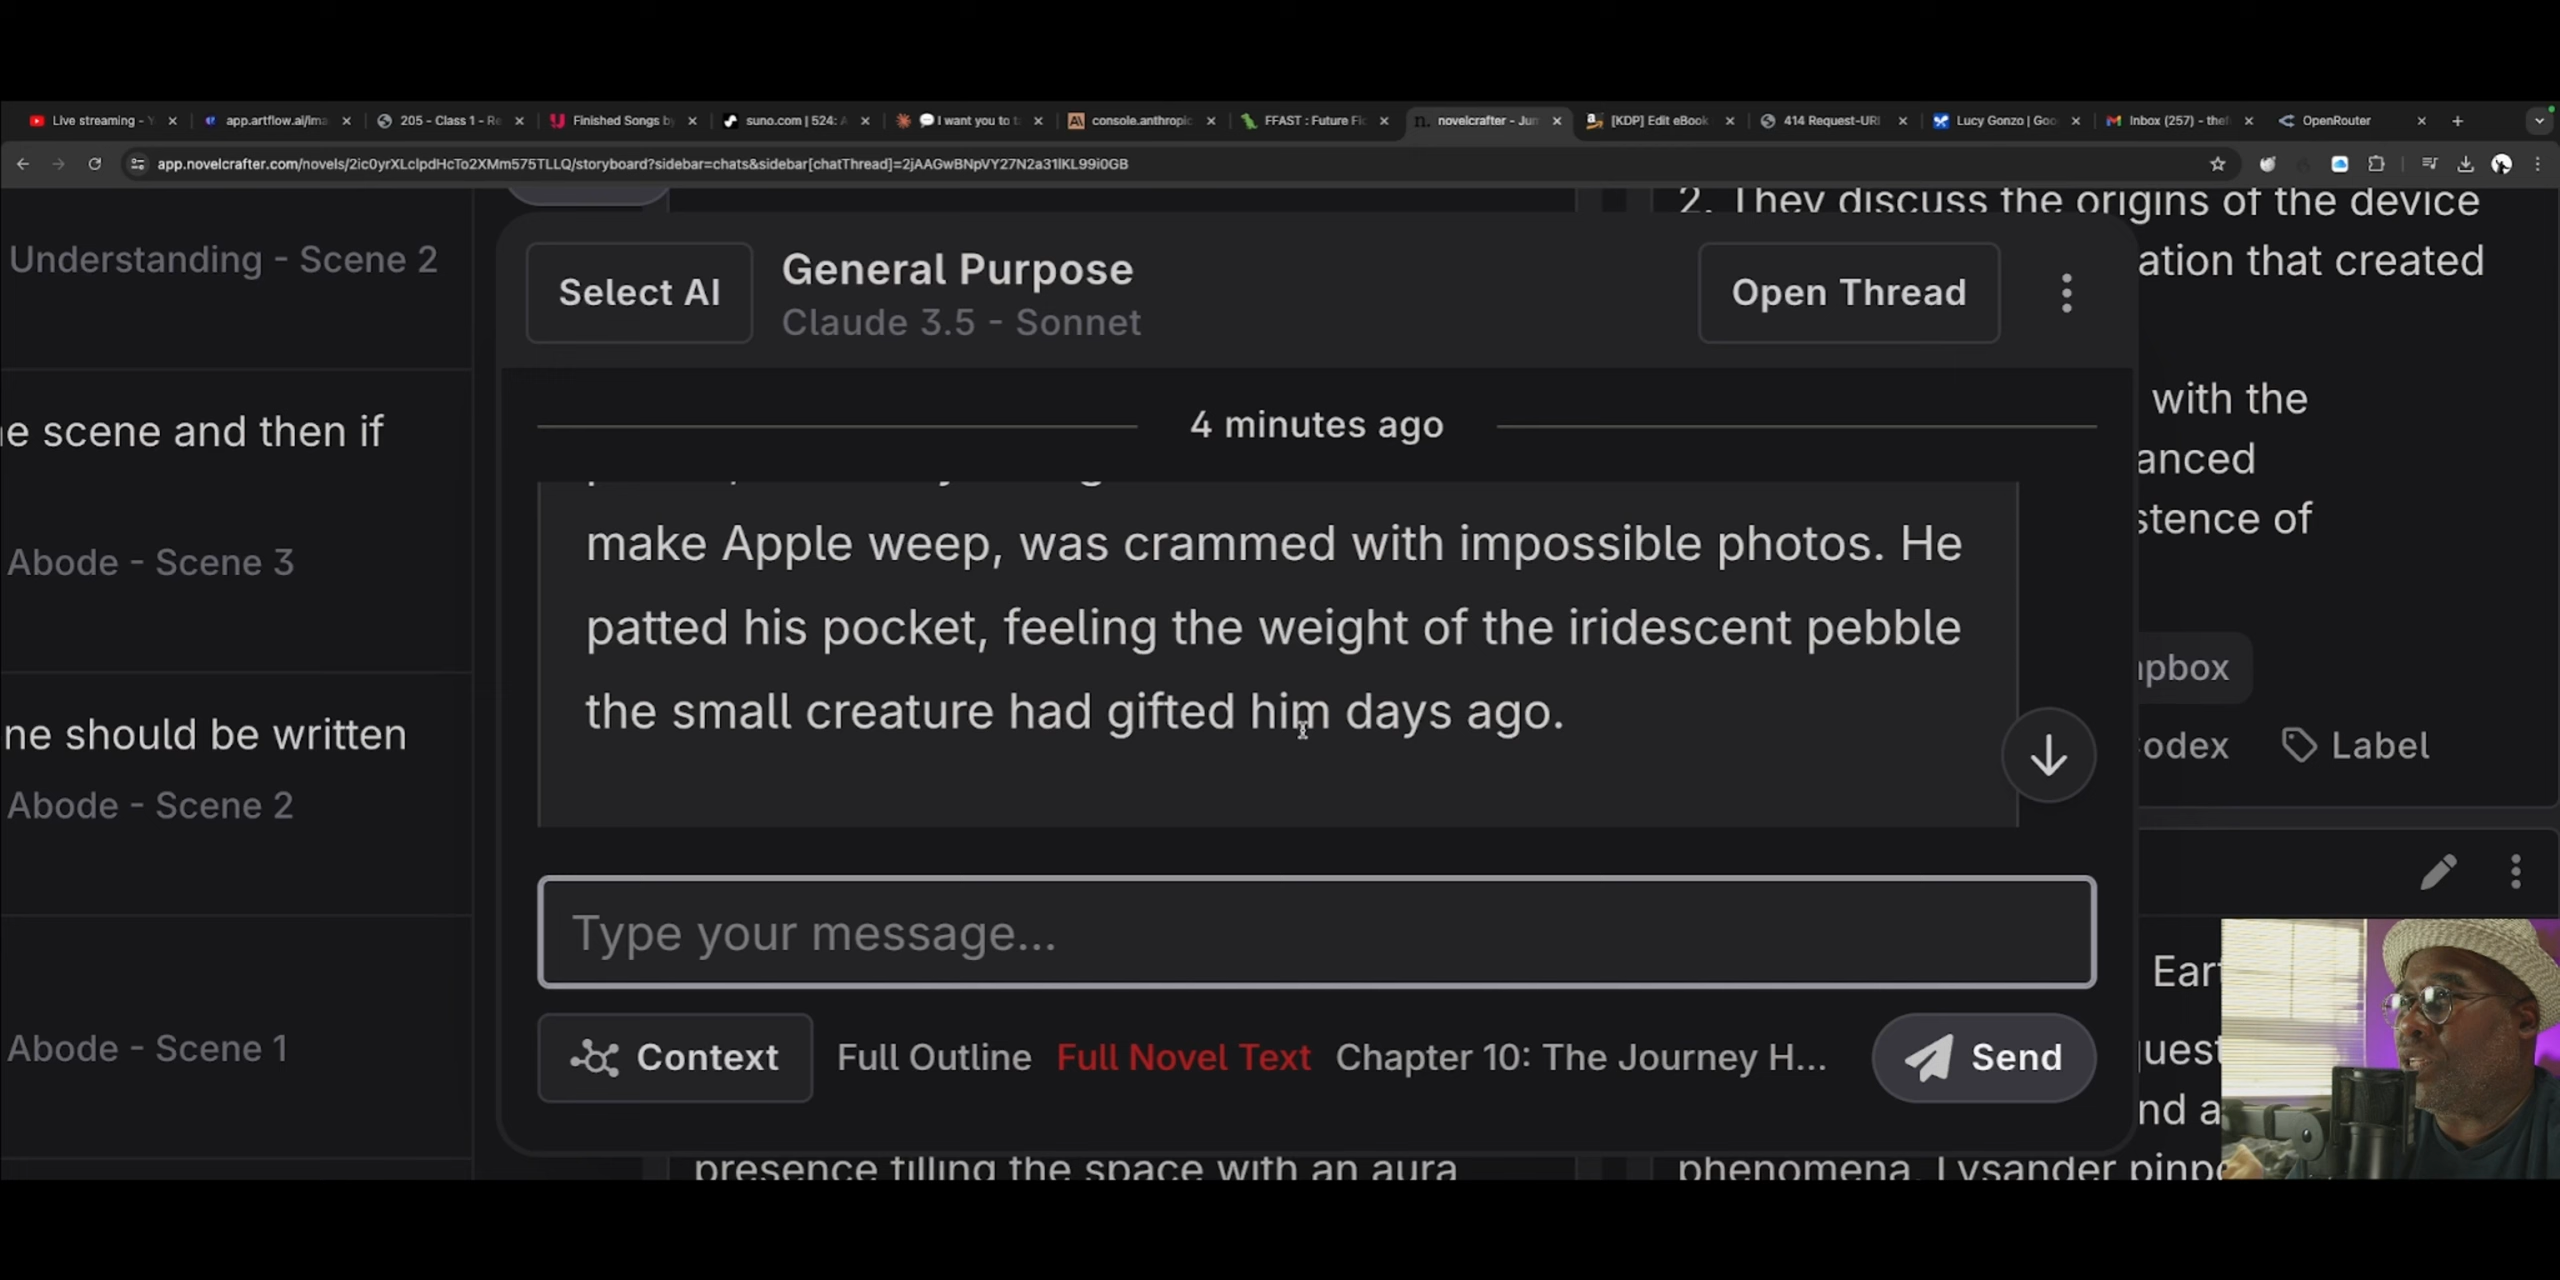 Live streaming - Y
app.artflow.ai/ima
205 - Class 1 - Re
Finished Songs by
suno.com | 524: A
I want you to t
console.anthropic
FFAST : Future Fic
novelcrafter - Jum
[KDP] Edit eBook
414 Request-URI
Lucy Gonzo | Goo
Inbox (257) - thef
OpenRouter
app.novelcrafter.com/novels/2ic0yrXLclpdHcTo2XMm575TLLQ/storyboard?sidebar=chats&sidebar[chatThread]=2jAAGwBNpVY27N2a31lKL99i0GB
Understanding - Scene 2
e scene and then if
Abode - Scene 3
ne should be written
Abode - Scene 2
Abode - Scene 1
Select AI
General Purpose
Claude 3.5 - Sonnet
Open Thread
4 minutes ago
make Apple weep, was crammed with impossible photos. He
patted his pocket, feeling the weight of the iridescent pebble
the small creature had gifted him days ago.
Type your message...
Context
Full Outline
Full Novel Text
Chapter 10: The Journey H...
Send
presence filling the space with an aura
2. They discuss the origins of the device
ation that created
with the
anced
stence of
pbox
odex
Label
Ear
uest
nd a
phenomena. Lysander pinp